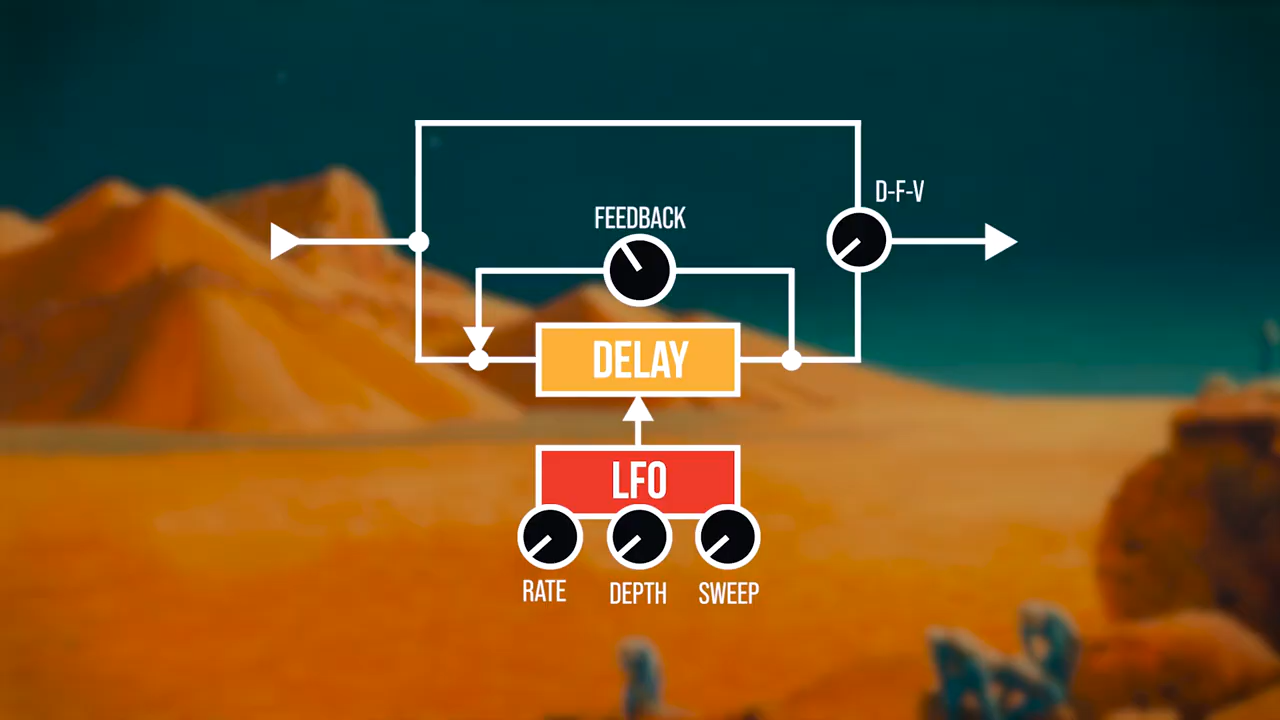 D-F-V
FEEDBACK
DELAY
LFO
RATE DEPTH SWEEP